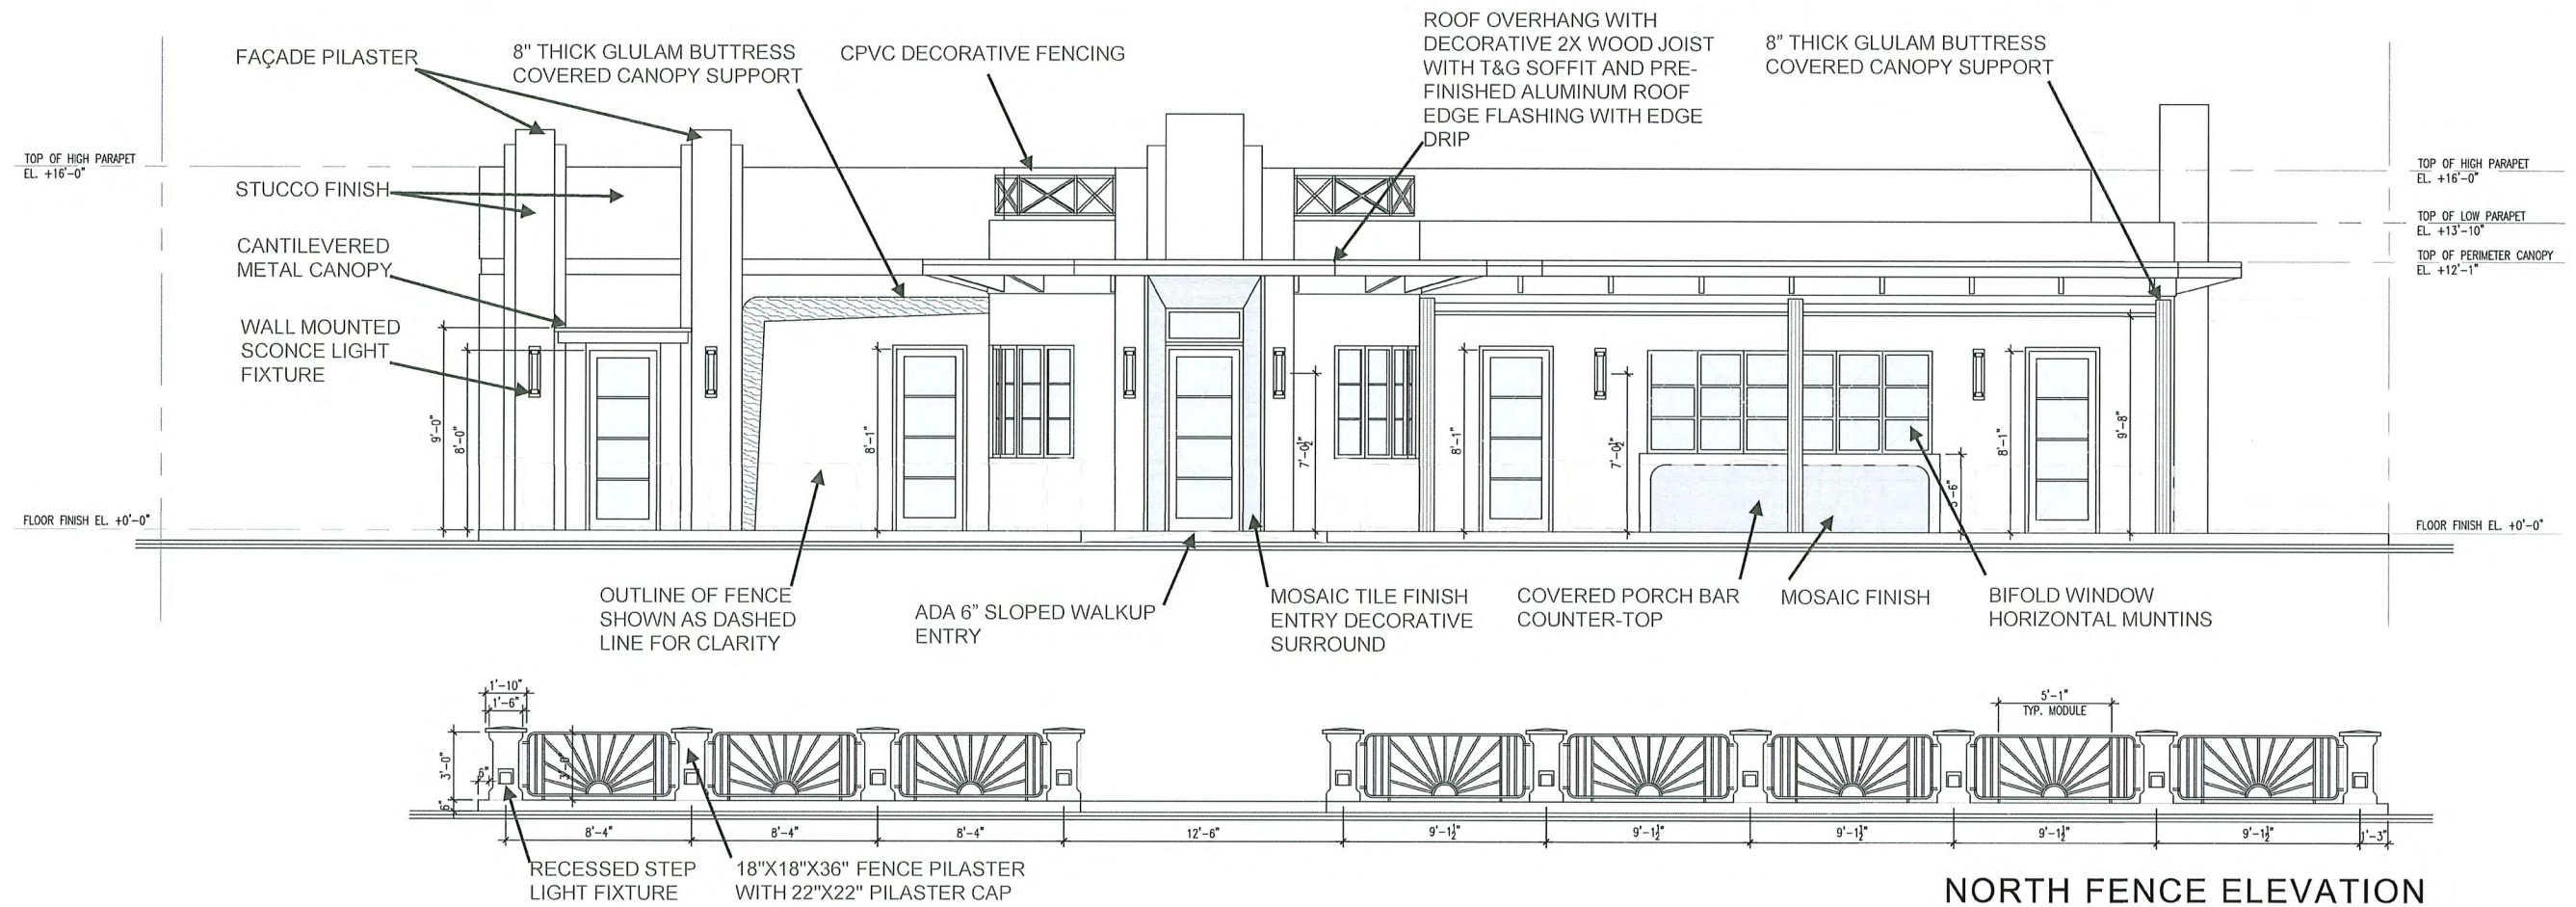 FAÇADE PILASTER
8" THICK GLULAM BUTTRESS
COVERED CANOPY SUPPORT
CPVC DECORATIVE FENCING
ROOF OVERHANG WITH
DECORATIVE 2X WOOD JOIST
WITH T&G SOFFIT AND PRE-
FINISHED ALUMINUM ROOF
EDGE FLASHING WITH EDGE
DRIP
8" THICK GLULAM BUTTRESS
COVERED CANOPY SUPPORT
TOP OF HIGH PARAPET
EL. +16'-0"
STUCCO FINISH
CANTILEVERED
METAL CANOPY
WALL MOUNTED
SCONCE LIGHT
FIXTURE
TOP OF HIGH PARAPET
EL. +16'-0"
TOP OF LOW PARAPET
EL. +13'-10"
TOP OF PERIMETER CANOPY
EL. +12'-1"
9'-0"
8'-0"
8'-1"
7'-0½"
8'-1"
7'-0½"
8'-1"
9'-8"
FLOOR FINISH EL. +0'-0"
FLOOR FINISH EL. +0'-0"
OUTLINE OF FENCE
SHOWN AS DASHED
LINE FOR CLARITY
ADA 6" SLOPED WALKUP
ENTRY
MOSAIC TILE FINISH
ENTRY DECORATIVE
SURROUND
COVERED PORCH BAR
COUNTER-TOP
MOSAIC FINISH
BIFOLD WINDOW
HORIZONTAL MUNTINS
1'-10"
1'-6"
5'-1"
TYP. MODULE
3'-0"
6"
6"
8'-4"
8'-4"
8'-4"
12'-6"
9'-1½"
9'-1½"
9'-1½"
9'-1½"
9'-1½"
1'-3"
RECESSED STEP
LIGHT FIXTURE
18"X18"X36" FENCE PILASTER
WITH 22"X22" PILASTER CAP
NORTH FENCE ELEVATION